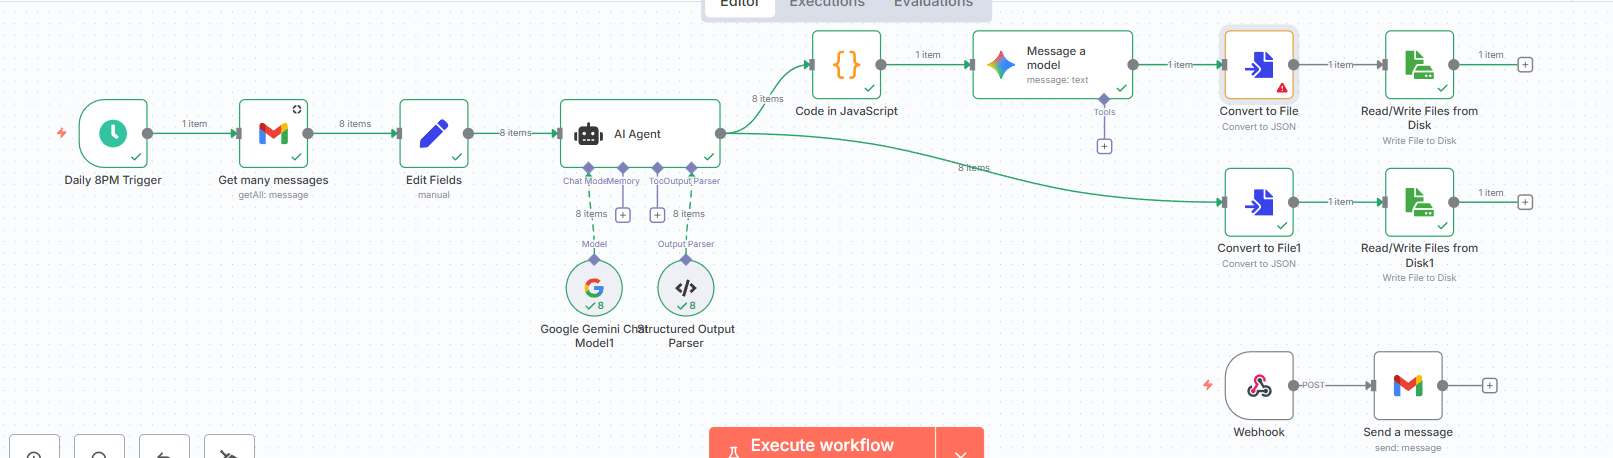 Editor
Executions
Evaluations
Daily 8PM Trigger
1 item
Get many messages
getAll: message
8 items
Edit Fields
manual
8 items
AI Agent
Chat Model
Memory
Tool
Output Parser
8 items
8 items
Model
Output Parser
8
8
Google Gemini Chat
Model1
Structured Output
Parser
8 items
Code in JavaScript
1 item
Message a
model
message: text
Tools
1 item
Convert to File
Convert to JSON
1 item
Read/Write Files from
Disk
Write File to Disk
1 item
8 items
Convert to File1
Convert to JSON
1 item
Read/Write Files from
Disk1
Write File to Disk
1 item
Webhook
POST
Send a message
send: message
Execute workflow